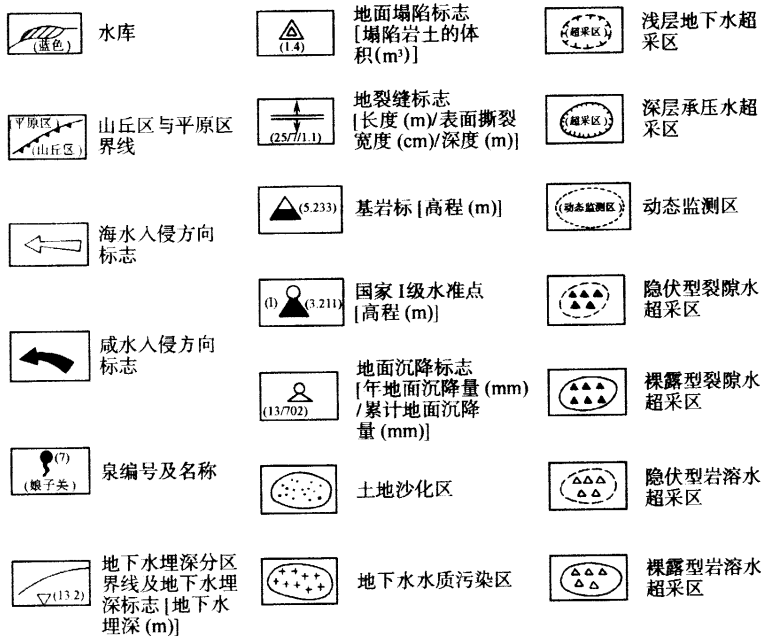 (蓝色)
水库
(平原区)
(山丘区)
山丘区与平原区
界线
海水入侵方向
标志
咸水入侵方向
标志
(7)
(娘子关)
泉编号及名称
(13 2)
地下水埋深分区
界线及地下水埋
深标志 [地下水
埋深 (m)]
(1.4)
地面塌陷标志
[塌陷岩土的体
积(m³)]
(25/7/1.1)
地裂缝标志
[长度 (m)/表面撕裂
宽度 (cm)/深度 (m)]
(5.233)
基岩标 [高程 (m)]
(I)
(3.211)
国家 I级水准点
[高程 (m)]
(13/702)
地面沉降标志
[年地面沉降量 (mm)
/累计地面沉降
量 (mm)]
土地沙化区
地下水水质污染区
(超采区)
浅层地下水超
采区
(超采区)
深层承压水超
采区
(动态监测区)
动态监测区
隐伏型裂隙水
超采区
裸露型裂隙水
超采区
隐伏型岩溶水
超采区
裸露型岩溶水
超采区